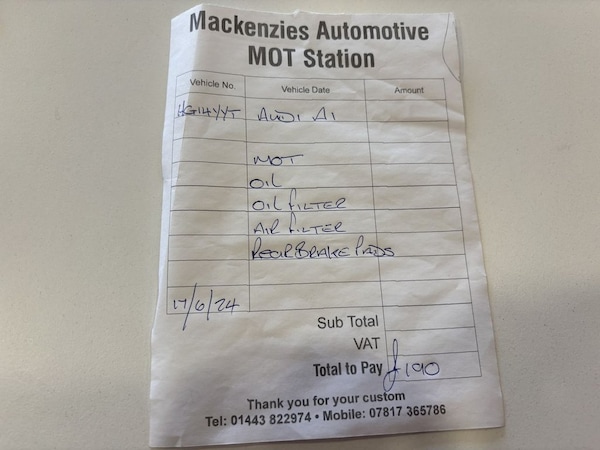 Mackenzies Automotive
MOT Station
Vehicle No. Vehicle Date Amount
HG14YYT AUDI A1
MOT
OIL
OIL FILTER
AIR FILTER
REAR BRAKE PADS
17/6/24
Sub Total
VAT
Total to Pay £190
Thank you for your custom
Tel: 01443 822974 • Mobile: 07817 365786